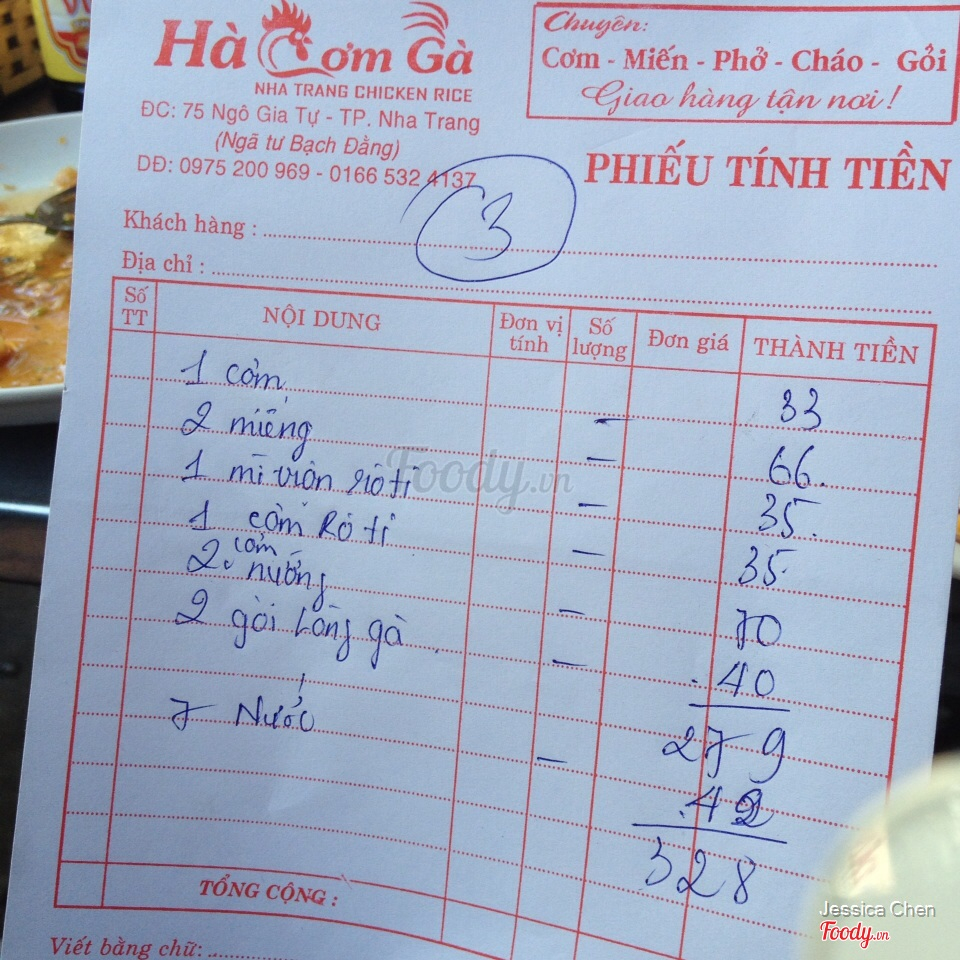 Hà Cơm Gà
NHA TRANG CHICKEN RICE
ĐC: 75 Ngô Gia Tự - TP. Nha Trang
(Ngã tư Bạch Đằng)
DĐ: 0975 200 969 - 0166 532 4137
Chuyên:
Cơm - Miến - Phở - Cháo - Gỏi
Giao hàng tận nơi !
PHIẾU TÍNH TIỀN
3
Khách hàng :
Địa chỉ :
Số TT NỘI DUNG Đơn vị tính Số lượng Đơn giá THÀNH TIỀN
1 cơm - 33
2 miếng - 66.
1 mì viên rôti - 35.
1 cơm Rô ti - 35.
2 cơm nướng - 70
2 gỏi lòng gà. - 40
279
7 Nước - 42
328
TỔNG CỘNG :
Viết bằng chữ:
Foody.vn
Jessica Chen
Foody.vn